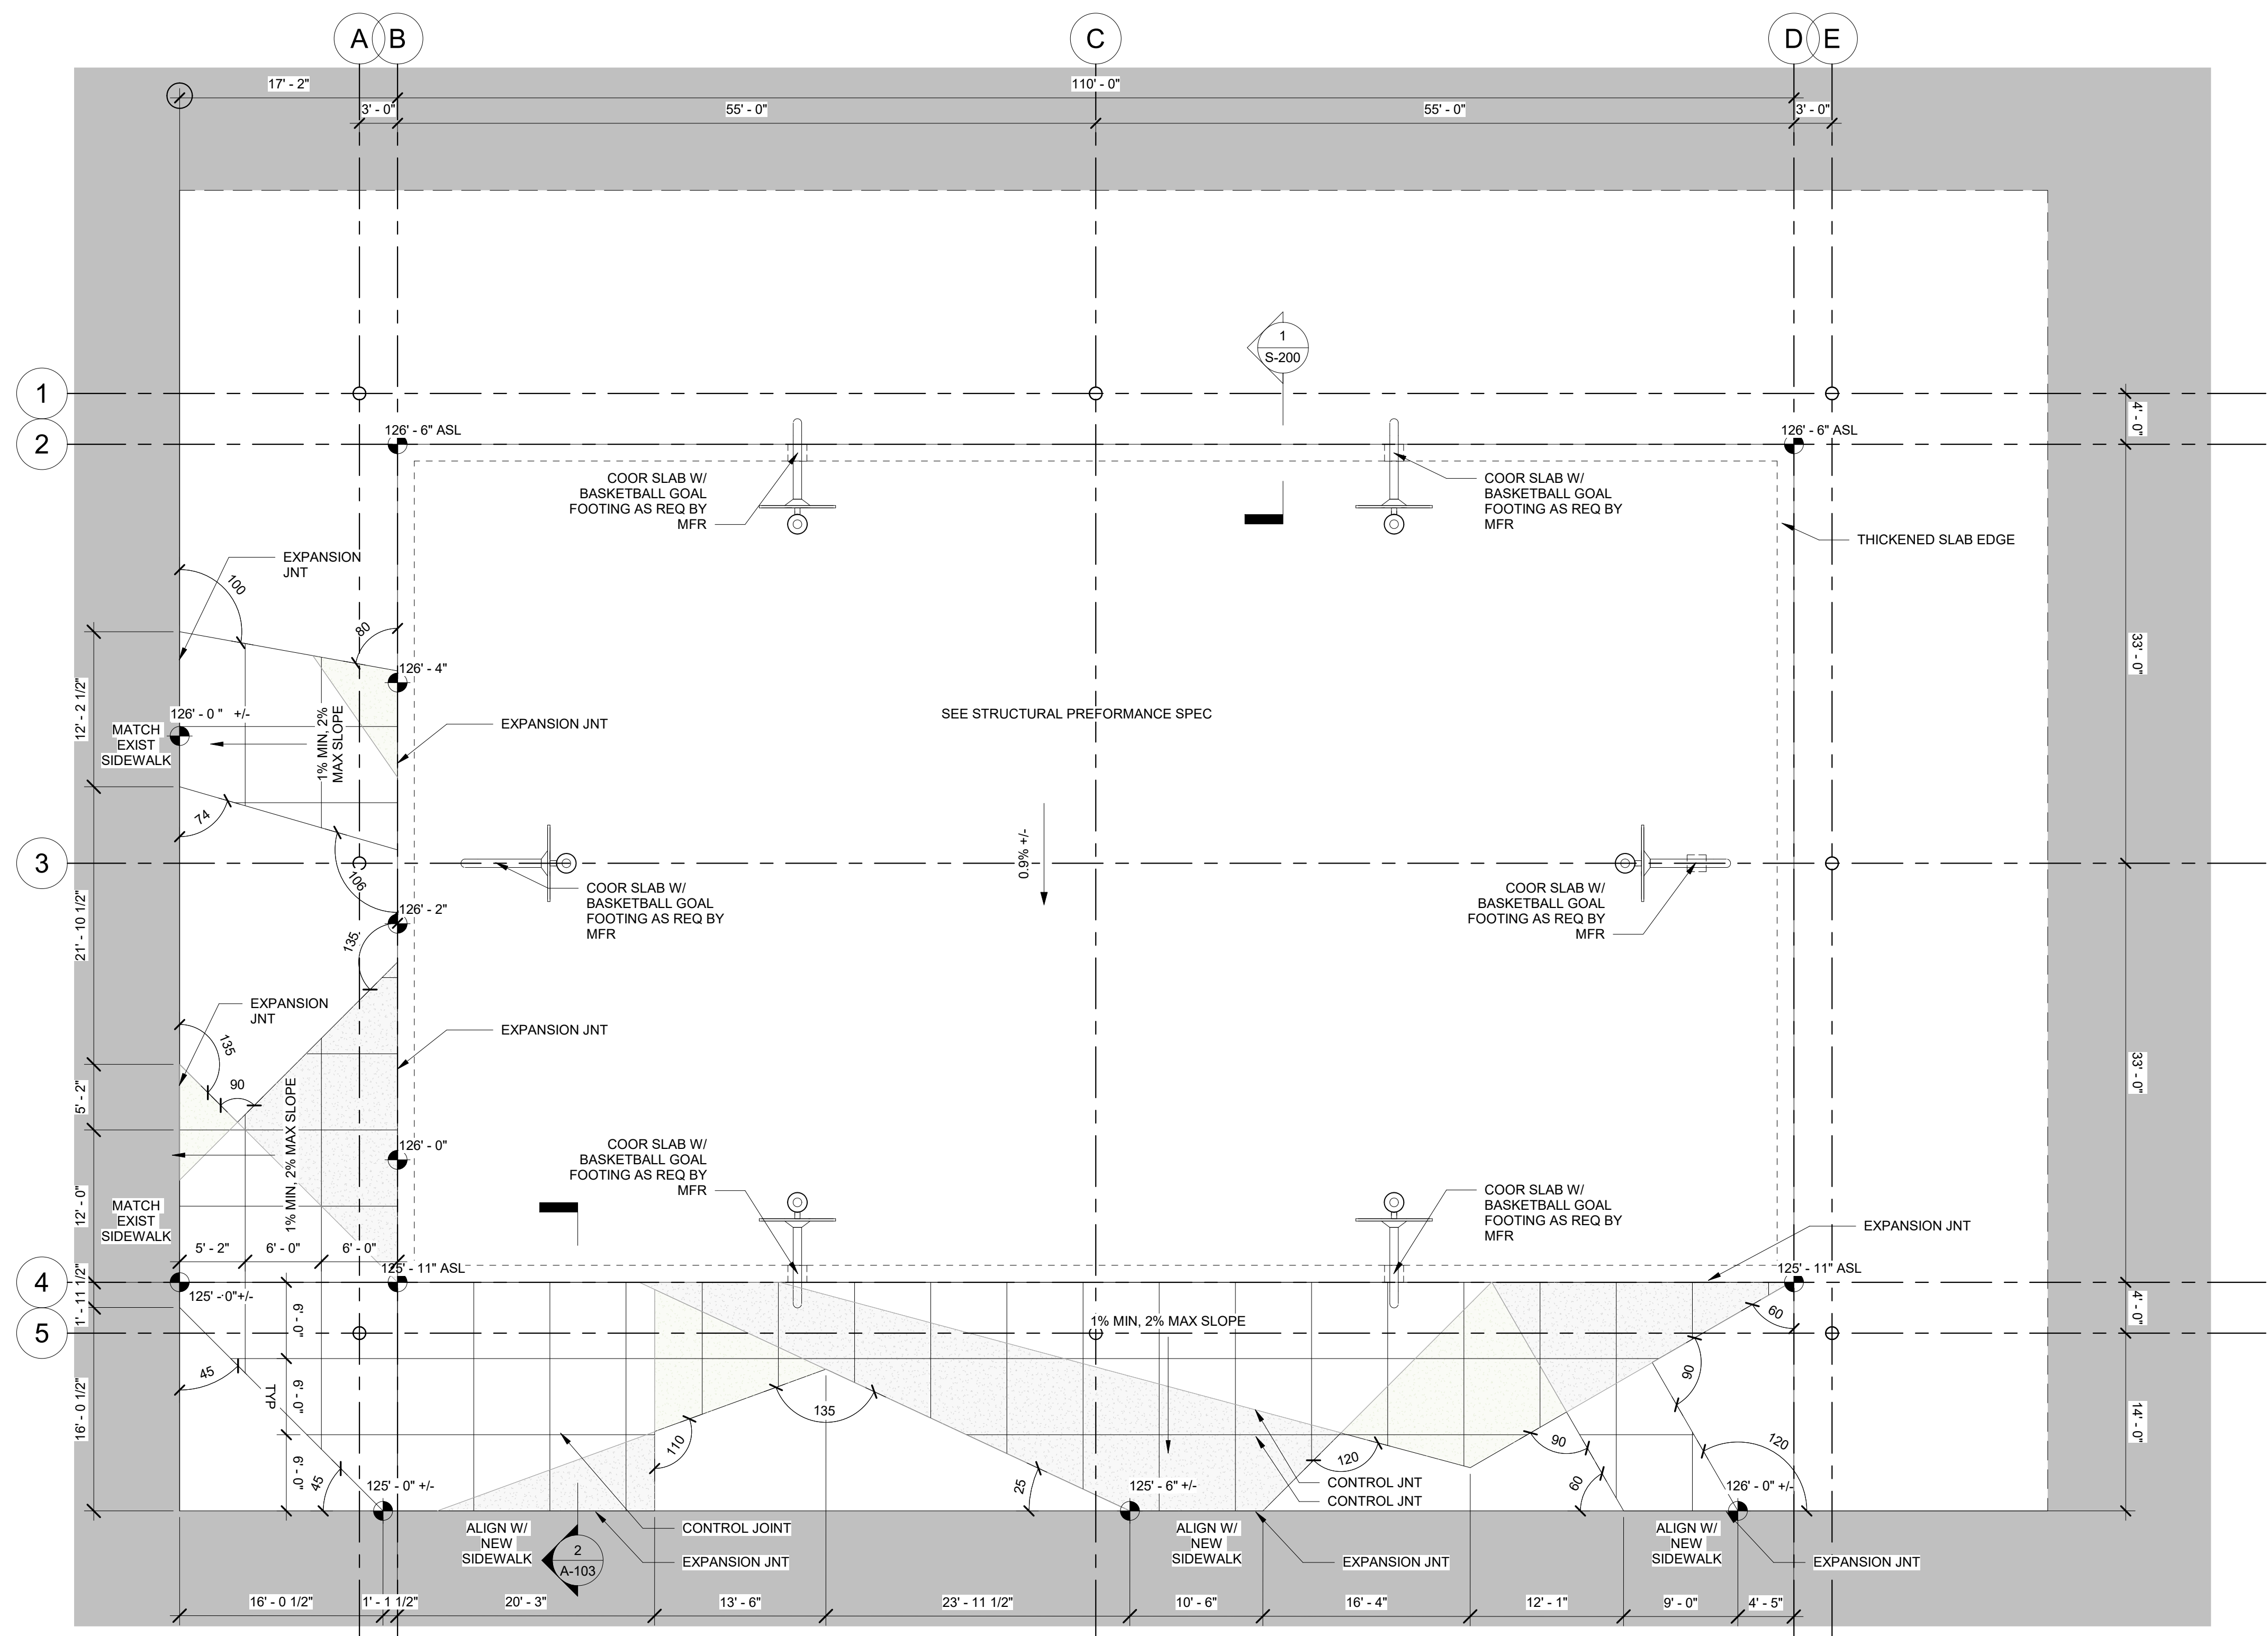 A B C D E
17' - 2" 110' - 0"
3' - 0" 55' - 0" 55' - 0" 3' - 0"
1
S-200
1
4' - 0"
2
126' - 6" ASL
126' - 6" ASL
COOR SLAB W/
BASKETBALL GOAL
FOOTING AS REQ BY
MFR
COOR SLAB W/
BASKETBALL GOAL
FOOTING AS REQ BY
MFR
THICKENED SLAB EDGE
EXPANSION
JNT
100
80
126' - 4"
33' - 0"
12' - 2 1/2"
126' - 0 " +/-
MATCH
EXIST
SIDEWALK
1% MIN, 2%
MAX SLOPE
EXPANSION JNT
SEE STRUCTURAL PREFORMANCE SPEC
74
3
106
0.9% +/-
COOR SLAB W/
BASKETBALL GOAL
FOOTING AS REQ BY
MFR
COOR SLAB W/
BASKETBALL GOAL
FOOTING AS REQ BY
MFR
21' - 10 1/2"
126' - 2"
135
EXPANSION
JNT
135
90
EXPANSION JNT
33' - 0"
5' - 2"
1% MIN, 2% MAX SLOPE
126' - 0"
COOR SLAB W/
BASKETBALL GOAL
FOOTING AS REQ BY
MFR
COOR SLAB W/
BASKETBALL GOAL
FOOTING AS REQ BY
MFR
EXPANSION JNT
12' - 0"
MATCH
EXIST
SIDEWALK
5' - 2" 6' - 0" 6' - 0"
125' - 11" ASL
125' - 11" ASL
4
1' - 11 1/2"
125' - 0"+/-
6' - 0"
4' - 0"
5
1% MIN, 2% MAX SLOPE
60
45
TYP
6' - 0"
135
90
16' - 0 1/2"
14' - 0"
110
120
90
120
6' - 0"
45
25
60
CONTROL JNT
CONTROL JNT
125' - 0" +/-
125' - 6" +/-
126' - 0" +/-
ALIGN W/
NEW
SIDEWALK
2
A-103
CONTROL JOINT
EXPANSION JNT
ALIGN W/
NEW
SIDEWALK
EXPANSION JNT
ALIGN W/
NEW
SIDEWALK
EXPANSION JNT
16' - 0 1/2" 1' - 1 1/2" 20' - 3" 13' - 6" 23' - 11 1/2" 10' - 6" 16' - 4" 12' - 1" 9' - 0" 4' - 5"